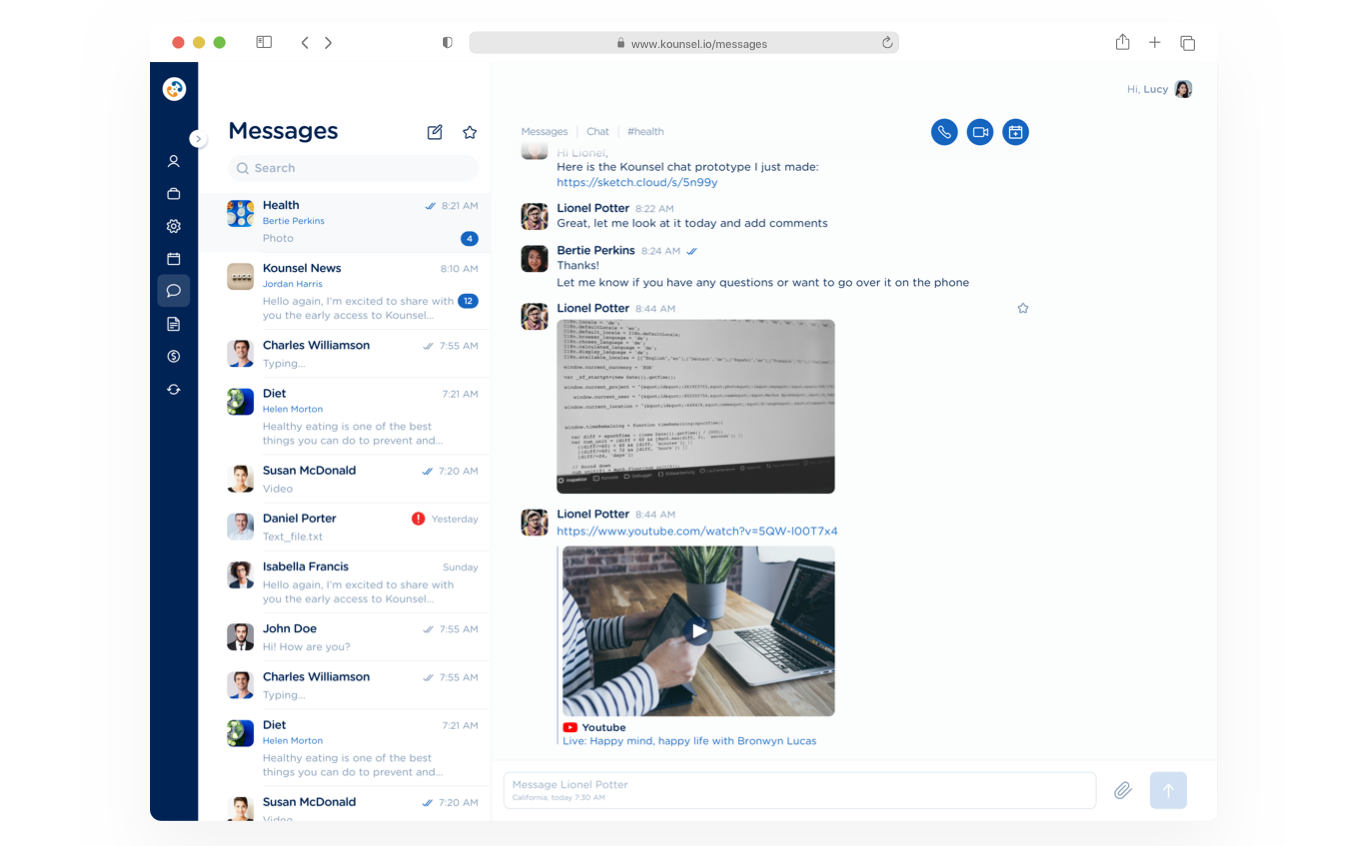 www.kounsel.io/messages
Hi, Lucy
Messages
Search
Health 8:21 AM
Bertie Perkins
Photo 4
Kounsel News 8:10 AM
Jordan Harris
Hello again, I'm excited to share with 12
you the early access to Kounsel...
Charles Williamson 7:55 AM
Typing...
Diet 7:21 AM
Helen Morton
Healthy eating is one of the best
things you can do to prevent and...
Susan McDonald 7:20 AM
Video
Daniel Porter Yesterday
Text_file.txt
Isabella Francis Sunday
Hello again, I'm excited to share with
you the early access to Kounsel...
John Doe 7:55 AM
Hi! How are you?
Charles Williamson 7:55 AM
Typing...
Diet 7:21 AM
Helen Morton
Healthy eating is one of the best
things you can do to prevent and...
Susan McDonald 7:20 AM
Video
Messages Chat #health
Hi Lionel,
Here is the Kounsel chat prototype I just made:
https://sketch.cloud/s/5n99y
Lionel Potter 8:22 AM
Great, let me look at it today and add comments
Bertie Perkins 8:24 AM
Thanks!
Let me know if you have any questions or want to go over it on the phone
Lionel Potter 8:44 AM
Lionel Potter 8:44 AM
https://www.youtube.com/watch?v=5QW-I00T7x4
Youtube
Live: Happy mind, happy life with Bronwyn Lucas
Message Lionel Potter
California, today 7:30 AM